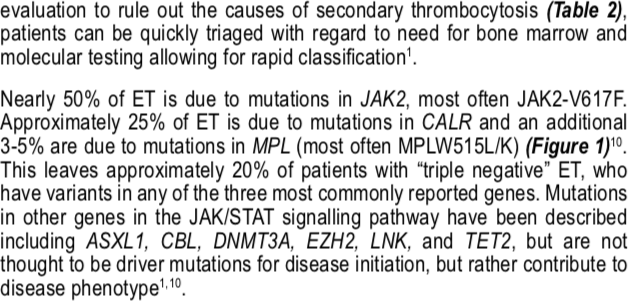 evaluation to rule out the causes of secondary thrombocytosis (Table 2),
patients can be quickly triaged with regard to need for bone marrow and
molecular testing allowing for rapid classification¹.
Nearly 50% of ET is due to mutations in JAK2, most often JAK2-V617F.
Approximately 25% of ET is due to mutations in CALR and an additional
3-5% are due to mutations in MPL (most often MPLW515L/K) (Figure 1)¹⁰.
This leaves approximately 20% of patients with “triple negative” ET, who
have variants in any of the three most commonly reported genes. Mutations
in other genes in the JAK/STAT signalling pathway have been described
including ASXL1, CBL, DNMT3A, EZH2, LNK, and TET2, but are not
thought to be driver mutations for disease initiation, but rather contribute to
disease phenotype¹,¹⁰.